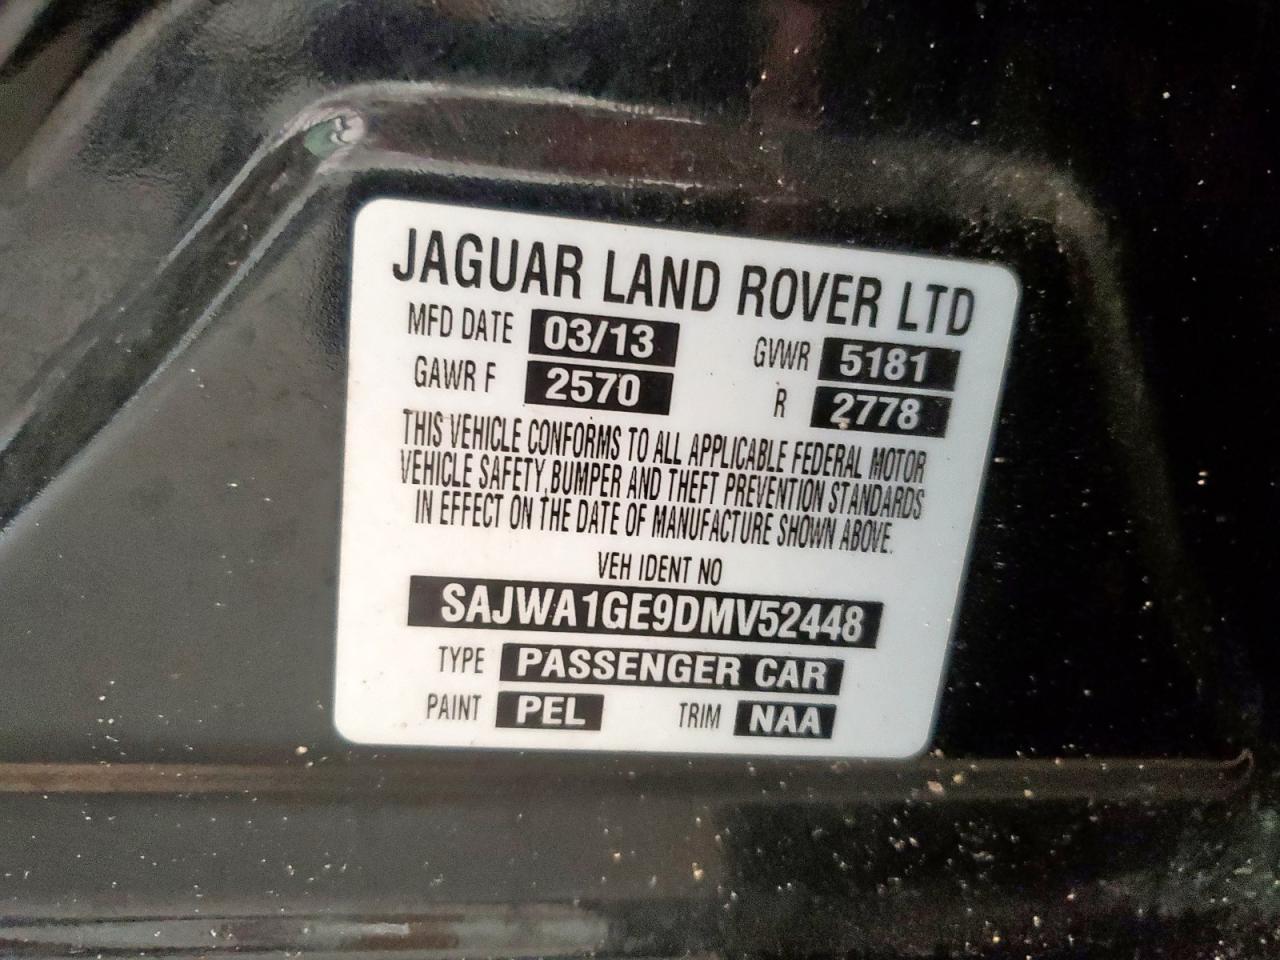 JAGUAR LAND ROVER LTD
MFD DATE 03/13 GVWR 5181
GAWR F 2570 R 2778
THIS VEHICLE CONFORMS TO ALL APPLICABLE FEDERAL MOTOR
VEHICLE SAFETY, BUMPER AND THEFT PREVENTION STANDARDS
IN EFFECT ON THE DATE OF MANUFACTURE SHOWN ABOVE.
VEH IDENT NO
SAJWA1GE9DMV52448
TYPE PASSENGER CAR
PAINT PEL TRIM NAA